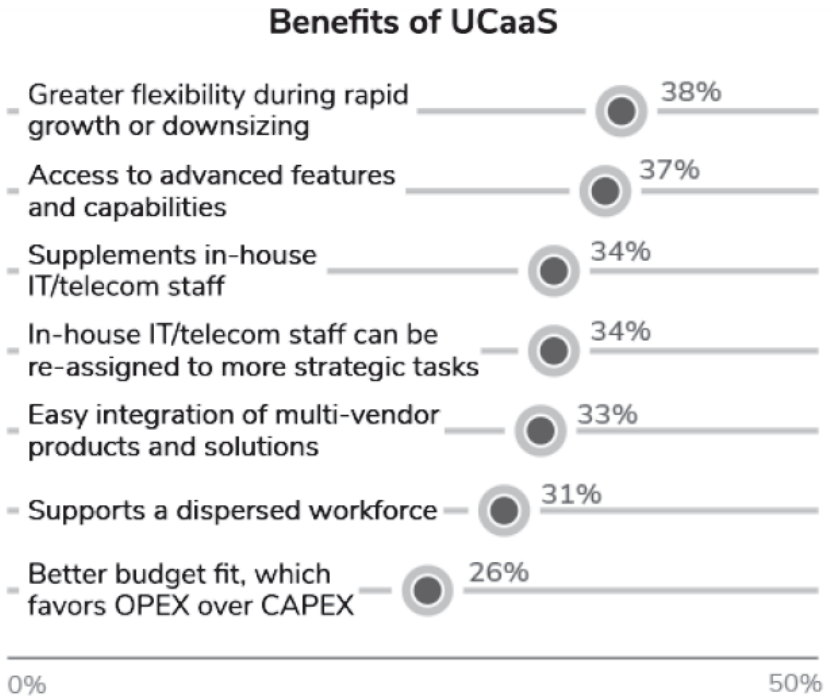 Benefits of UCaaS
Greater flexibility during rapid
growth or downsizing
38%
Access to advanced features
and capabilities
37%
Supplements in-house
IT/telecom staff
34%
In-house IT/telecom staff can be
re-assigned to more strategic tasks
34%
Easy integration of multi-vendor
products and solutions
33%
Supports a dispersed workforce
31%
Better budget fit, which
favors OPEX over CAPEX
26%
0%
50%